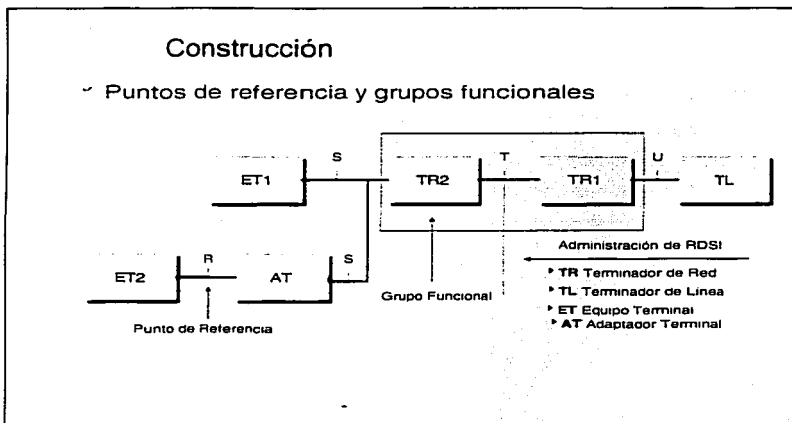 Construcción
Puntos de referencia y grupos funcionales
S
T
U
ET1
TR2
TR1
TL
R
S
ET2
AT
Administración de RDSI
Grupo Funcional
Punto de Referencia
TR Terminador de Red
TL Terminador de Línea
ET Equipo Terminal
AT Adaptador Terminal